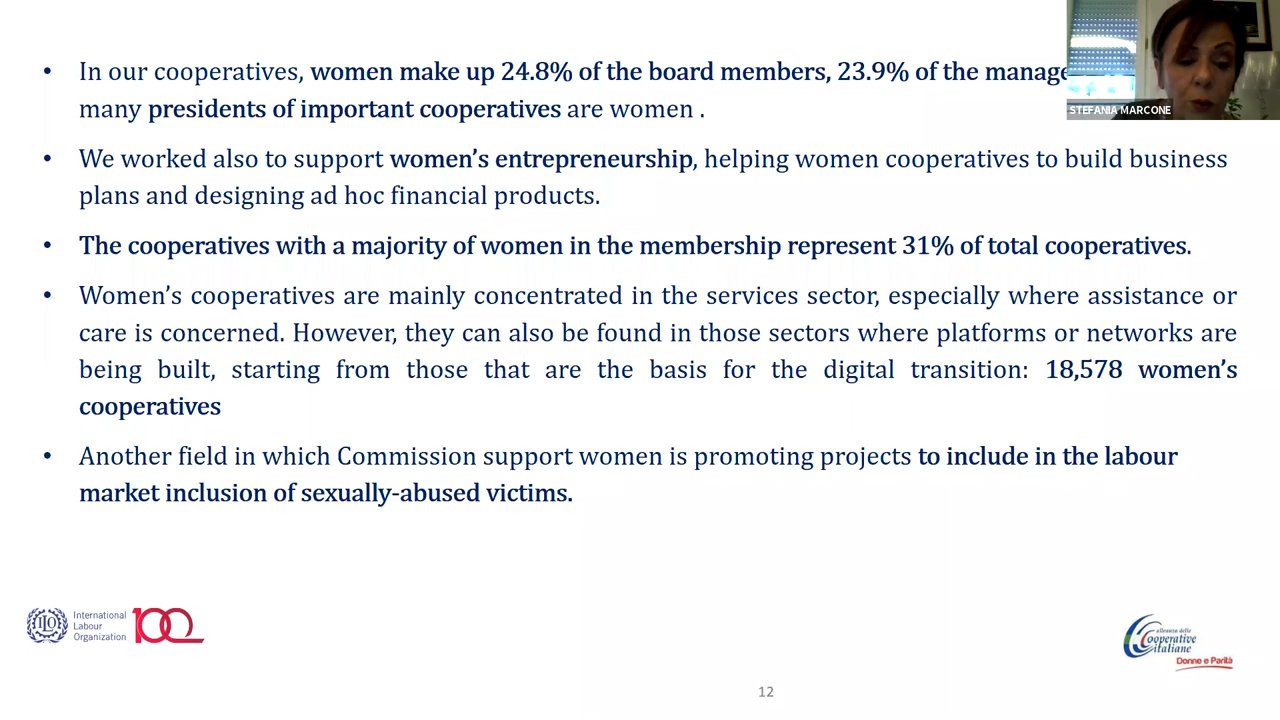 • In our cooperatives, women make up 24.8% of the board members, 23.9% of the
many presidents of important cooperatives are women .
STEFANIA MARCONE
• We worked also to support women’s entrepreneurship, helping women cooperatives to build business
plans and designing ad hoc financial products.
• The cooperatives with a majority of women in the membership represent 31% of total cooperatives.
• Women’s cooperatives are mainly concentrated in the services sector, especially where assistance or
care is concerned. However, they can also be found in those sectors where platforms or networks are
being built, starting from those that are the basis for the digital transition: 18,578 women’s
cooperatives
• Another field in which Commission support women is promoting projects to include in the labour
market inclusion of sexually-abused victims.
ILO
International
Labour
Organization
100
alleanza delle
Cooperative
italiane
Donne e Parità
12